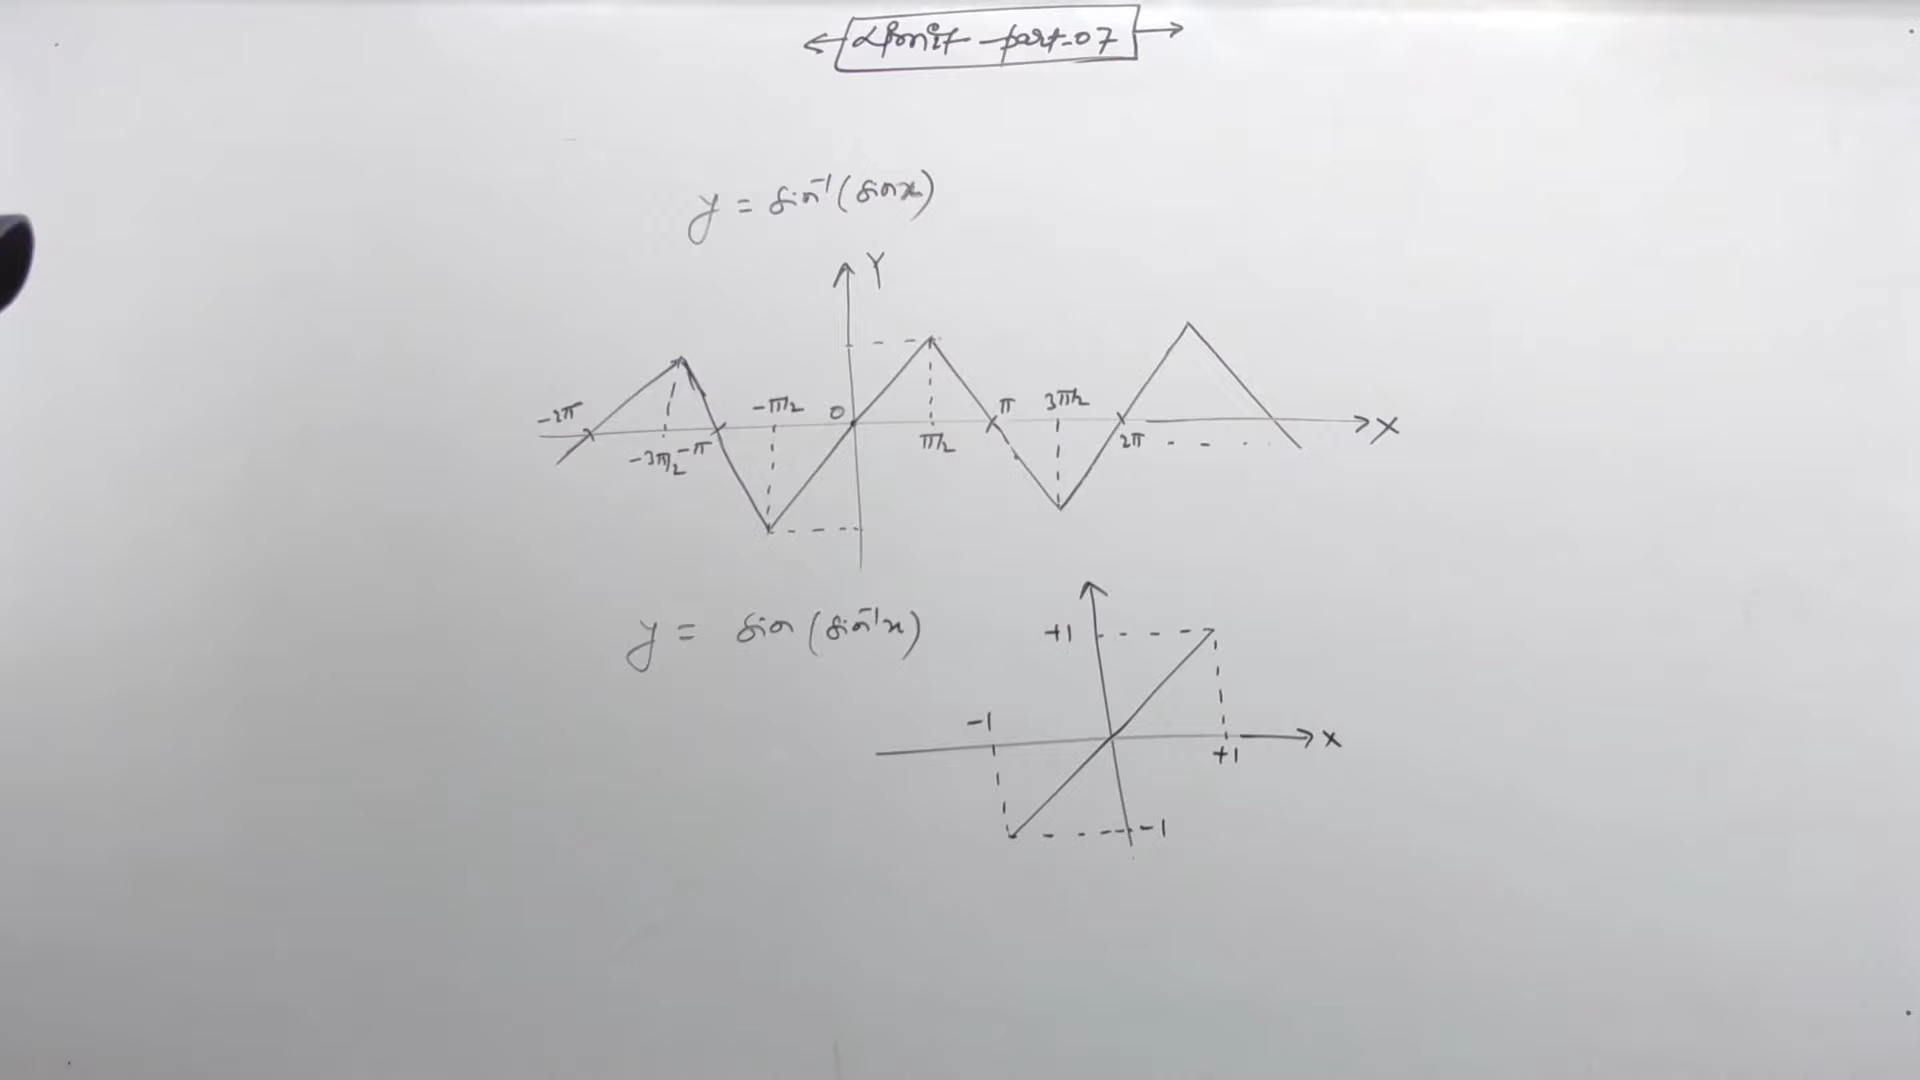 Limit part-07
y = sin⁻¹(sinx)
Y
-2π -3π/2 -π -π/2 0 π/2 π 3π/2 2π X
y = sin(sin⁻¹x)
+1
-1 +1 X
-1